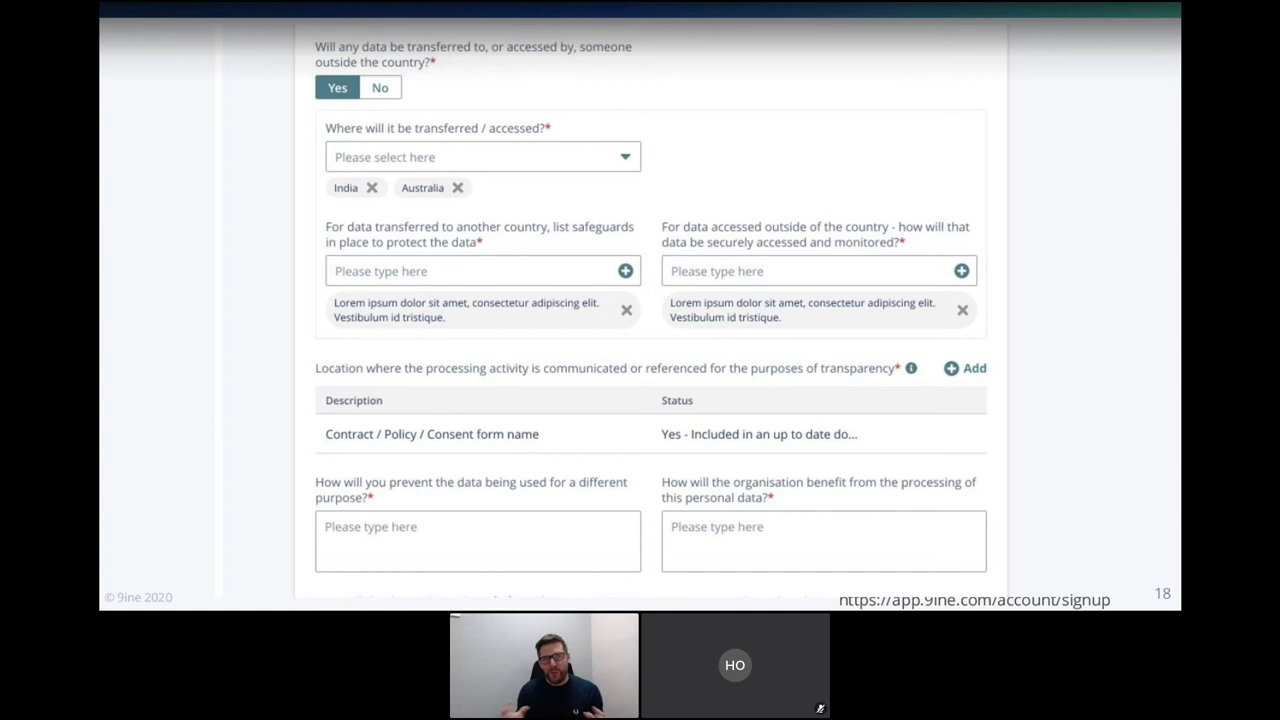 Will any data be transferred to, or accessed by, someone
outside the country?*
Yes No
Where will it be transferred / accessed?*
Please select here
India Australia
For data transferred to another country, list safeguards
in place to protect the data*
For data accessed outside of the country - how will that
data be securely accessed and monitored?*
Please type here
Please type here
Lorem ipsum dolor sit amet, consectetur adipiscing elit.
Vestibulum id tristique.
Lorem ipsum dolor sit amet, consectetur adipiscing elit.
Vestibulum id tristique.
Location where the processing activity is communicated or referenced for the purposes of transparency* Add
Description Status
Contract / Policy / Consent form name Yes - Included in an up to date do...
How will you prevent the data being used for a different
purpose?*
How will the organisation benefit from the processing of
this personal data?*
Please type here
Please type here
© 9ine 2020
https://app.9ine.com/account/signup
18
HO